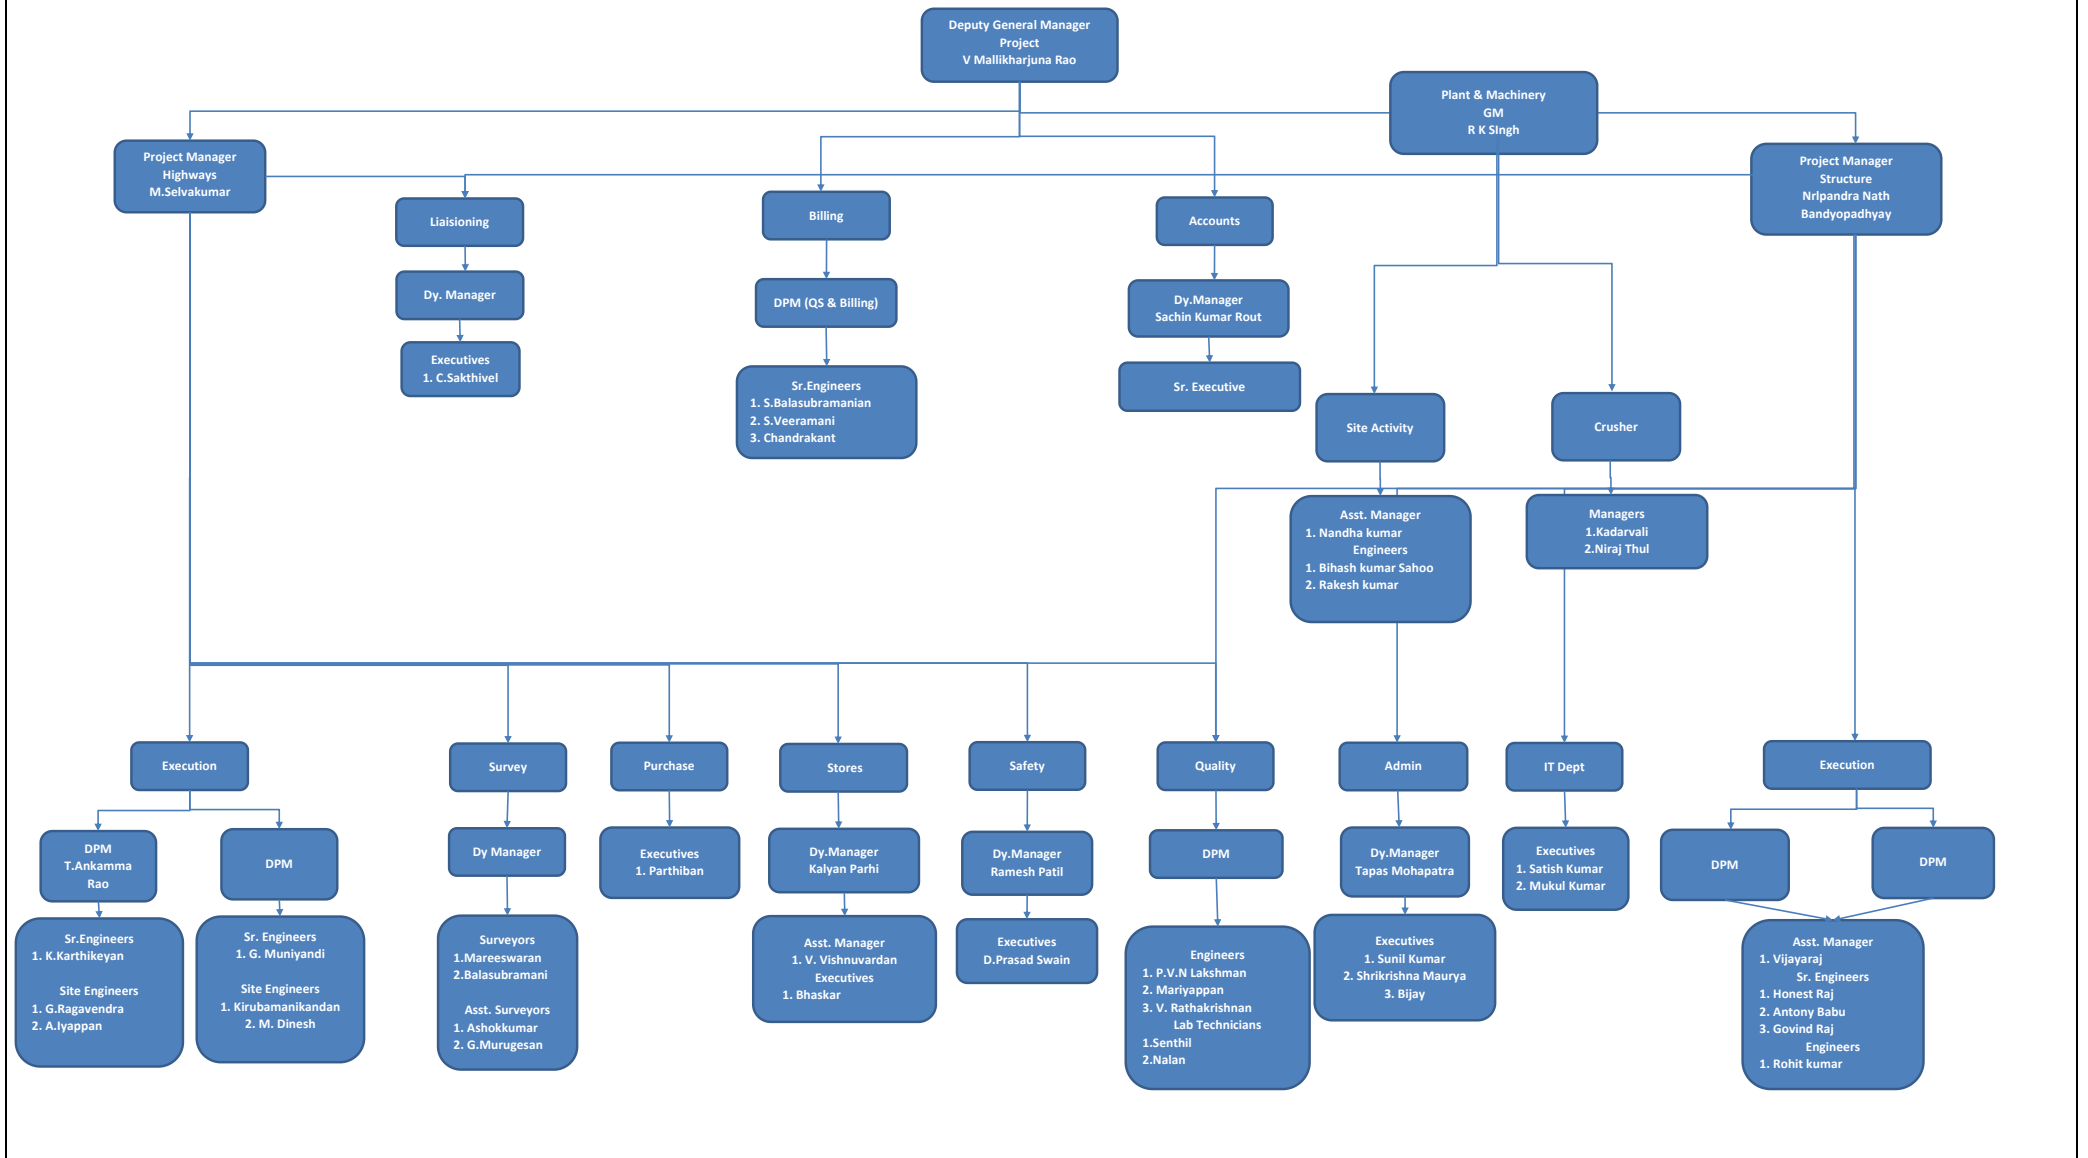 Deputy General Manager
Project
V Mallikharjuna Rao
Plant & Machinery
GM
R K SIngh
Project Manager
Highways
M.Selvakumar
Project Manager
Structure
Nrlpandra Nath
Bandyopadhyay
Liaisioning
Billing
Accounts
Dy. Manager
DPM (QS & Billing)
Dy.Manager
Sachin Kumar Rout
Executives
1. C.Sakthivel
Sr.Engineers
1. S.Balasubramanian
2. S.Veeramani
3. Chandrakant
Sr. Executive
Site Activity
Crusher
Asst. Manager
1. Nandha kumar
Engineers
1. Bihash kumar Sahoo
2. Rakesh kumar
Managers
1.Kadarvali
2.Niraj Thul
Execution
Survey
Purchase
Stores
Safety
Quality
Admin
IT Dept
Execution
DPM
T.Ankamma
Rao
DPM
Dy Manager
Executives
1. Parthiban
Dy.Manager
Kalyan Parhi
Dy.Manager
Ramesh Patil
DPM
Dy.Manager
Tapas Mohapatra
Executives
1. Satish Kumar
2. Mukul Kumar
DPM
DPM
Sr.Engineers
1. K.Karthikeyan
Site Engineers
1. G.Ragavendra
2. A.Iyappan
Sr. Engineers
1. G. Muniyandi
Site Engineers
1. Kirubamanikandan
2. M. Dinesh
Surveyors
1.Mareeswaran
2.Balasubramani
Asst. Surveyors
1. Ashokkumar
2. G.Murugesan
Asst. Manager
1. V. Vishnuvardan
Executives
1. Bhaskar
Executives
D.Prasad Swain
Engineers
1. P.V.N Lakshman
2. Mariyappan
3. V. Rathakrishnan
Lab Technicians
1.Senthil
2.Nalan
Executives
1. Sunil Kumar
2. Shrikrishna Maurya
3. Bijay
Asst. Manager
1. Vijayaraj
Sr. Engineers
1. Honest Raj
2. Antony Babu
3. Govind Raj
Engineers
1. Rohit kumar